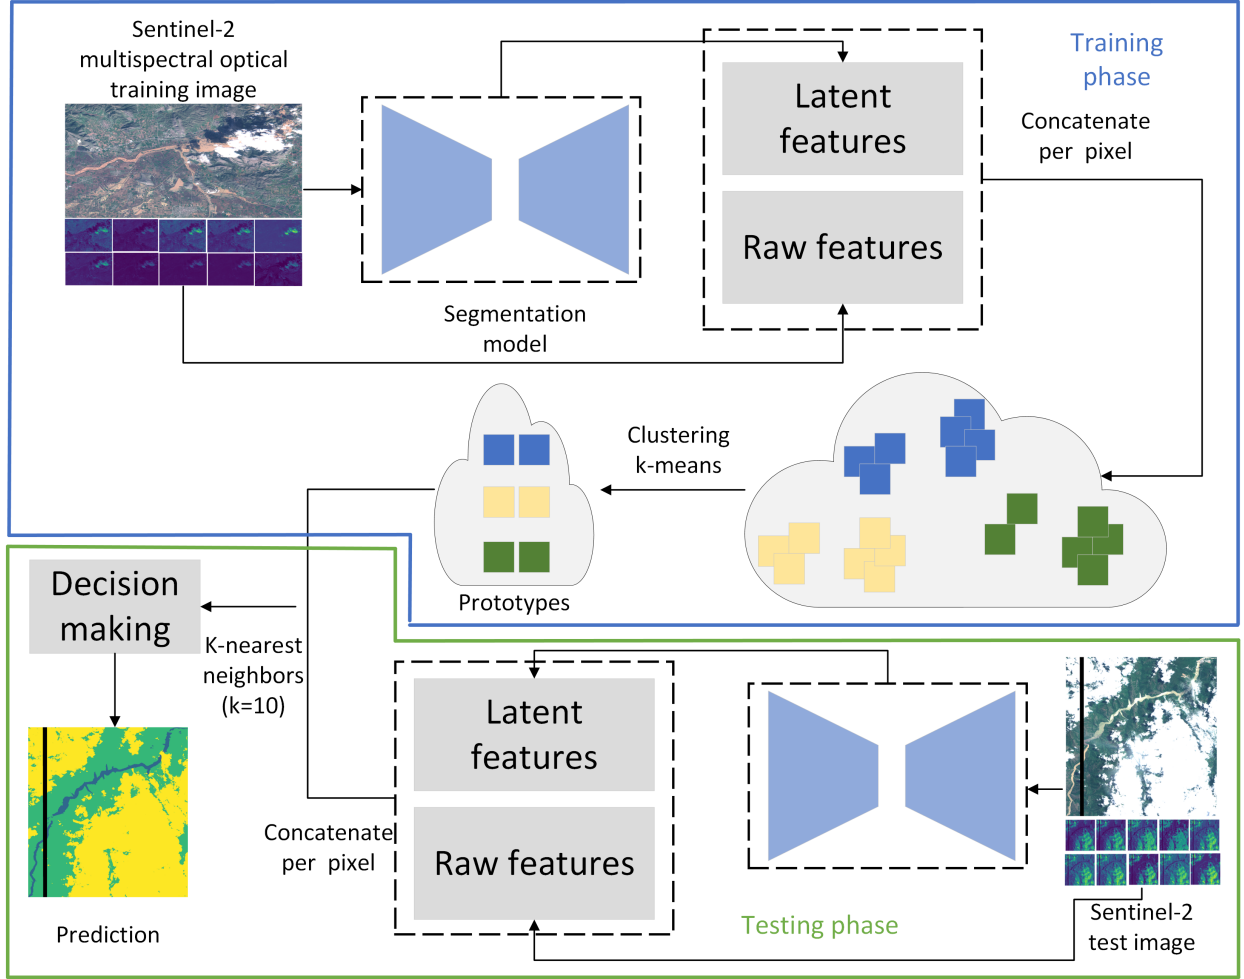 Sentinel-2
multispectral optical
training image
Training
phase
Latent
features
Raw features
Concatenate
per pixel
Segmentation
model
Clustering
k-means
Prototypes
Decision
making
K-nearest
neighbors
(k=10)
Latent
features
Raw features
Concatenate
per pixel
Prediction
Testing phase
Sentinel-2
test image